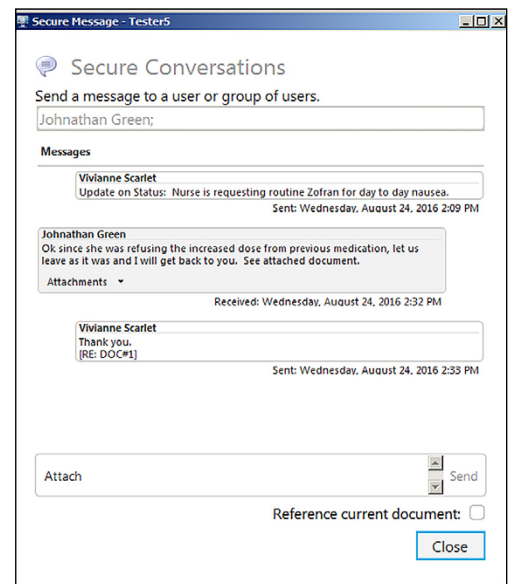 Secure Message - Tester5
Secure Conversations
Send a message to a user or group of users.
Johnathan Green;
Messages
Vivianne Scarlet
Update on Status: Nurse is requesting routine Zofran for day to day nausea.
Sent: Wednesday, August 24, 2016 2:09 PM
Johnathan Green
Ok since she was refusing the increased dose from previous medication, let us
leave as it was and I will get back to you. See attached document.
Attachments
Received: Wednesday, August 24, 2016 2:32 PM
Vivianne Scarlet
Thank you.
[RE: DOC#1]
Sent: Wednesday, August 24, 2016 2:33 PM
Attach
Send
Reference current document:
Close